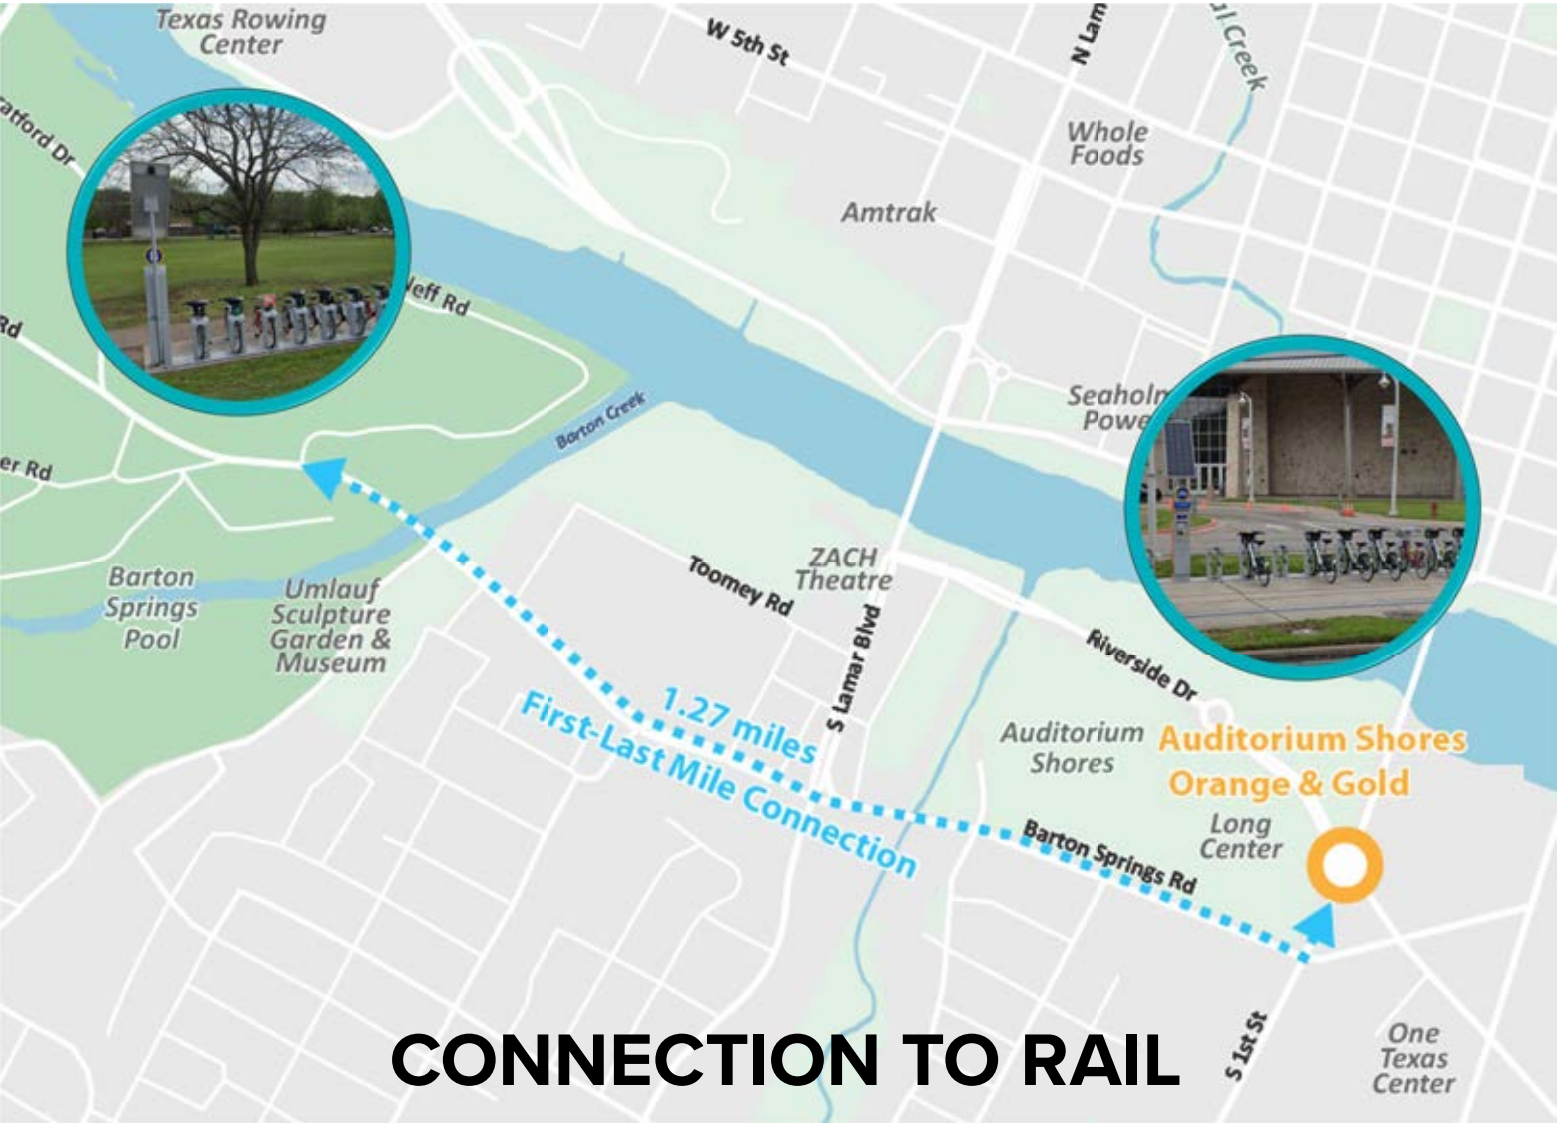 Texas Rowing
Center
W 5th St
N Lam
al Creek
Whole
Foods
atford Dr
Amtrak
Neff Rd
Rd
Seaholm
Powe
Barton Creek
er Rd
ZACH
Theatre
Toomey Rd
Barton
Springs
Pool
Umlauf
Sculpture
Garden &
Museum
S Lamar Blvd
Riverside Dr
1.27 miles
First-Last Mile Connection
Auditorium
Shores
Auditorium Shores
Orange & Gold
Long
Center
Barton Springs Rd
S 1st St
One
Texas
Center
CONNECTION TO RAIL